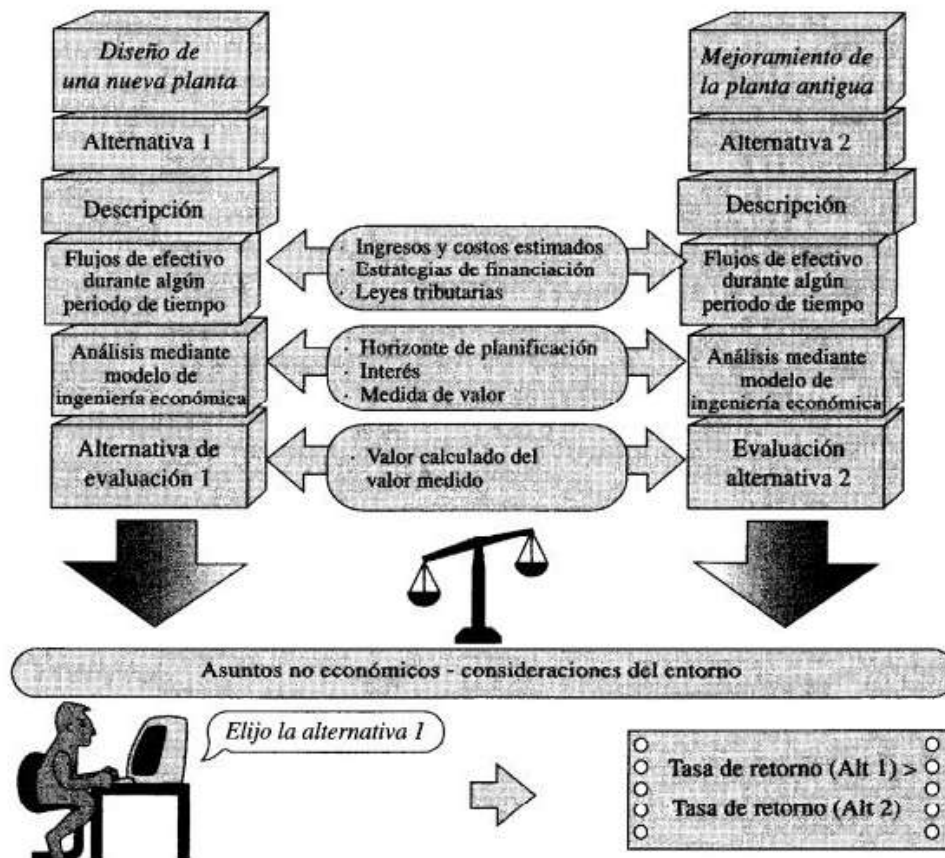 Diseño de
una nueva planta
Alternativa 1
Descripción
Flujos de efectivo
durante algún
periodo de tiempo
Análisis mediante
modelo de
ingeniería económica
Alternativa de
evaluación 1
· Ingresos y costos estimados
· Estrategias de financiación
· Leyes tributarias
· Horizonte de planificación
· Interés
· Medida de valor
· Valor calculado del
valor medido
Mejoramiento de
la planta antigua
Alternativa 2
Descripción
Flujos de efectivo
durante algún
periodo de tiempo
Análisis mediante
modelo de
ingeniería económica
Evaluación
alternativa 2
Asuntos no económicos - consideraciones del entorno
Elijo la alternativa 1
Tasa de retorno (Alt 1) >
Tasa de retorno (Alt 2)